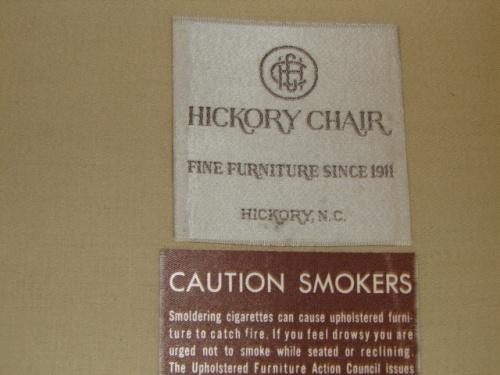 HICKORY CHAIR
FINE FURNITURE SINCE 1911
HICKORY, N.C.
CAUTION SMOKERS
Smoldering cigarettes can cause upholstered furni-
ture to catch fire. If you feel drowsy you are
urged not to smoke while seated or reclining.
The Upholstered Furniture Action Council issues